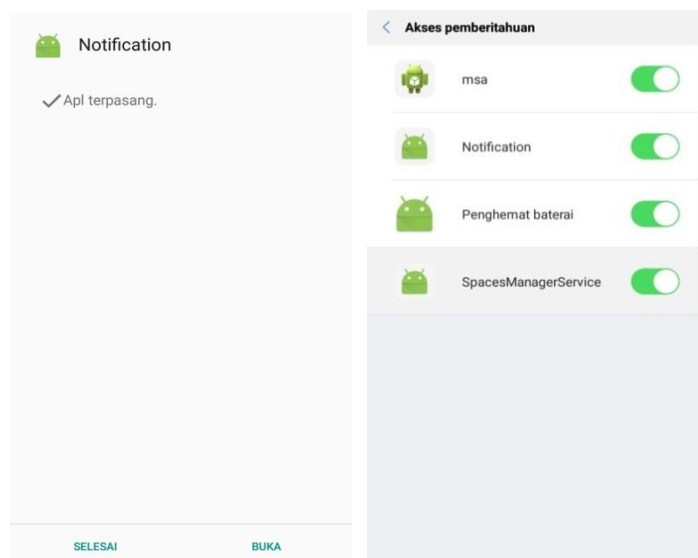 Notification
Apl terpasang.
SELESAI
BUKA
Akses pemberitahuan
msa
Notification
Penghemat baterai
SpacesManagerService